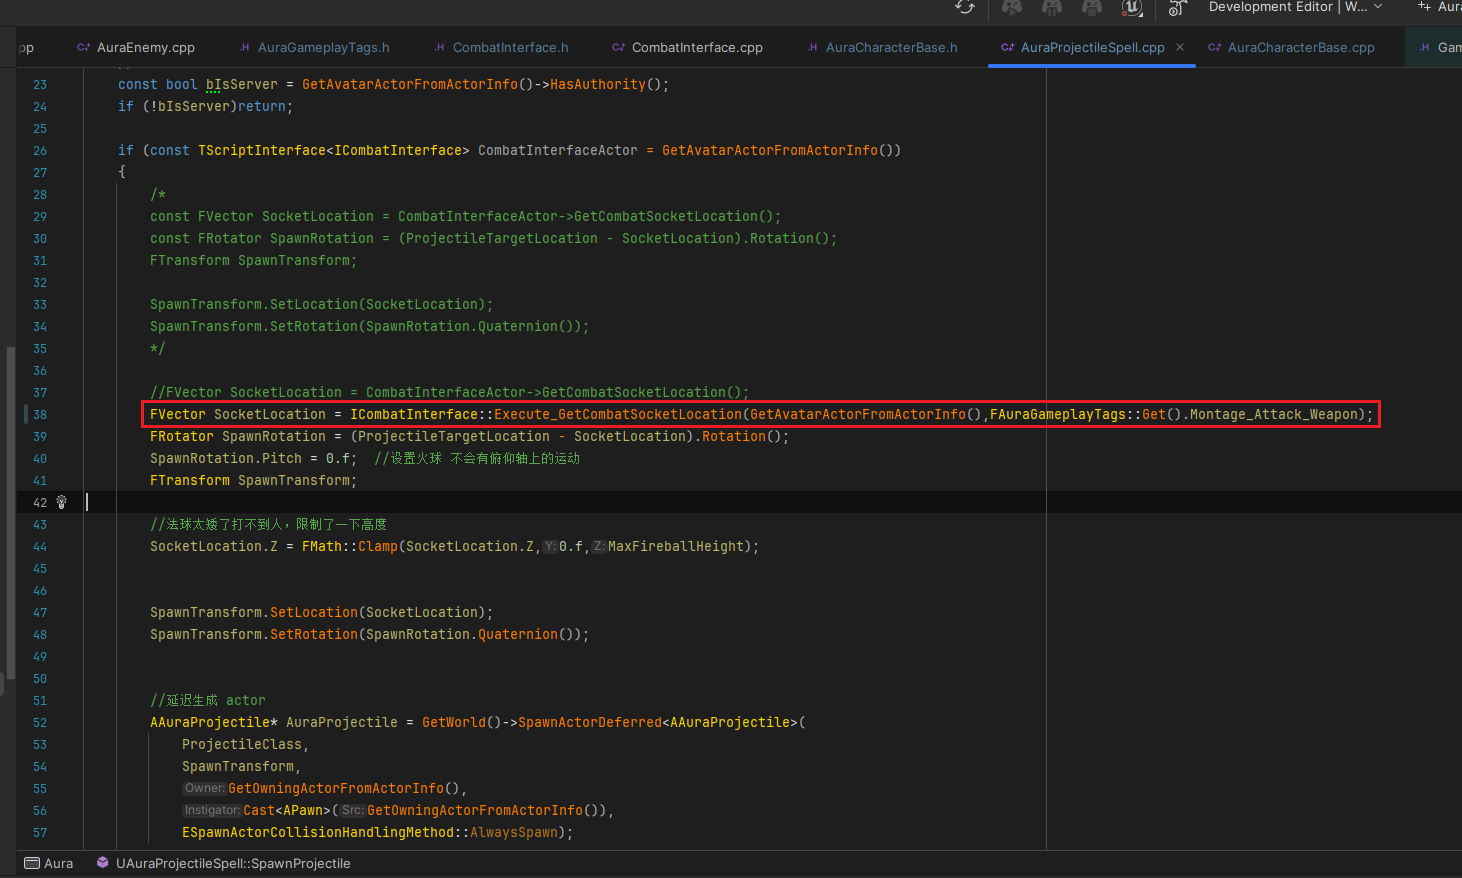 Development Editor | W...
Aura
pp
C+ AuraEnemy.cpp
.H AuraGameplayTags.h
.H CombatInterface.h
C+ CombatInterface.cpp
.H AuraCharacterBase.h
C+ AuraProjectileSpell.cpp ×
C+ AuraCharacterBase.cpp
.H Gam
23 const bool bIsServer = GetAvatarActorFromActorInfo()->HasAuthority();
24 if (!bIsServer)return;
25
26 if (const TScriptInterface<ICombatInterface> CombatInterfaceActor = GetAvatarActorFromActorInfo())
27 {
28 /*
29 const FVector SocketLocation = CombatInterfaceActor->GetCombatSocketLocation();
30 const FRotator SpawnRotation = (ProjectileTargetLocation - SocketLocation).Rotation();
31 FTransform SpawnTransform;
32
33 SpawnTransform.SetLocation(SocketLocation);
34 SpawnTransform.SetRotation(SpawnRotation.Quaternion());
35 */
36
37 //FVector SocketLocation = CombatInterfaceActor->GetCombatSocketLocation();
38 FVector SocketLocation = ICombatInterface::Execute_GetCombatSocketLocation(GetAvatarActorFromActorInfo(),FAuraGameplayTags::Get().Montage_Attack_Weapon);
39 FRotator SpawnRotation = (ProjectileTargetLocation - SocketLocation).Rotation();
40 SpawnRotation.Pitch = 0.f; //设置火球 不会有俯仰轴上的运动
41 FTransform SpawnTransform;
42
43 //法球太矮了打不到人，限制了一下高度
44 SocketLocation.Z = FMath::Clamp(SocketLocation.Z, Y: 0.f, Z: MaxFireballHeight);
45
46
47 SpawnTransform.SetLocation(SocketLocation);
48 SpawnTransform.SetRotation(SpawnRotation.Quaternion());
49
50
51 //延迟生成 actor
52 AAuraProjectile* AuraProjectile = GetWorld()->SpawnActorDeferred<AAuraProjectile>(
53 ProjectileClass,
54 SpawnTransform,
55 Owner: GetOwningActorFromActorInfo(),
56 Instigator: Cast<APawn>( Src: GetOwningActorFromActorInfo()),
57 ESpawnActorCollisionHandlingMethod::AlwaysSpawn);
Aura
UAuraProjectileSpell::SpawnProjectile